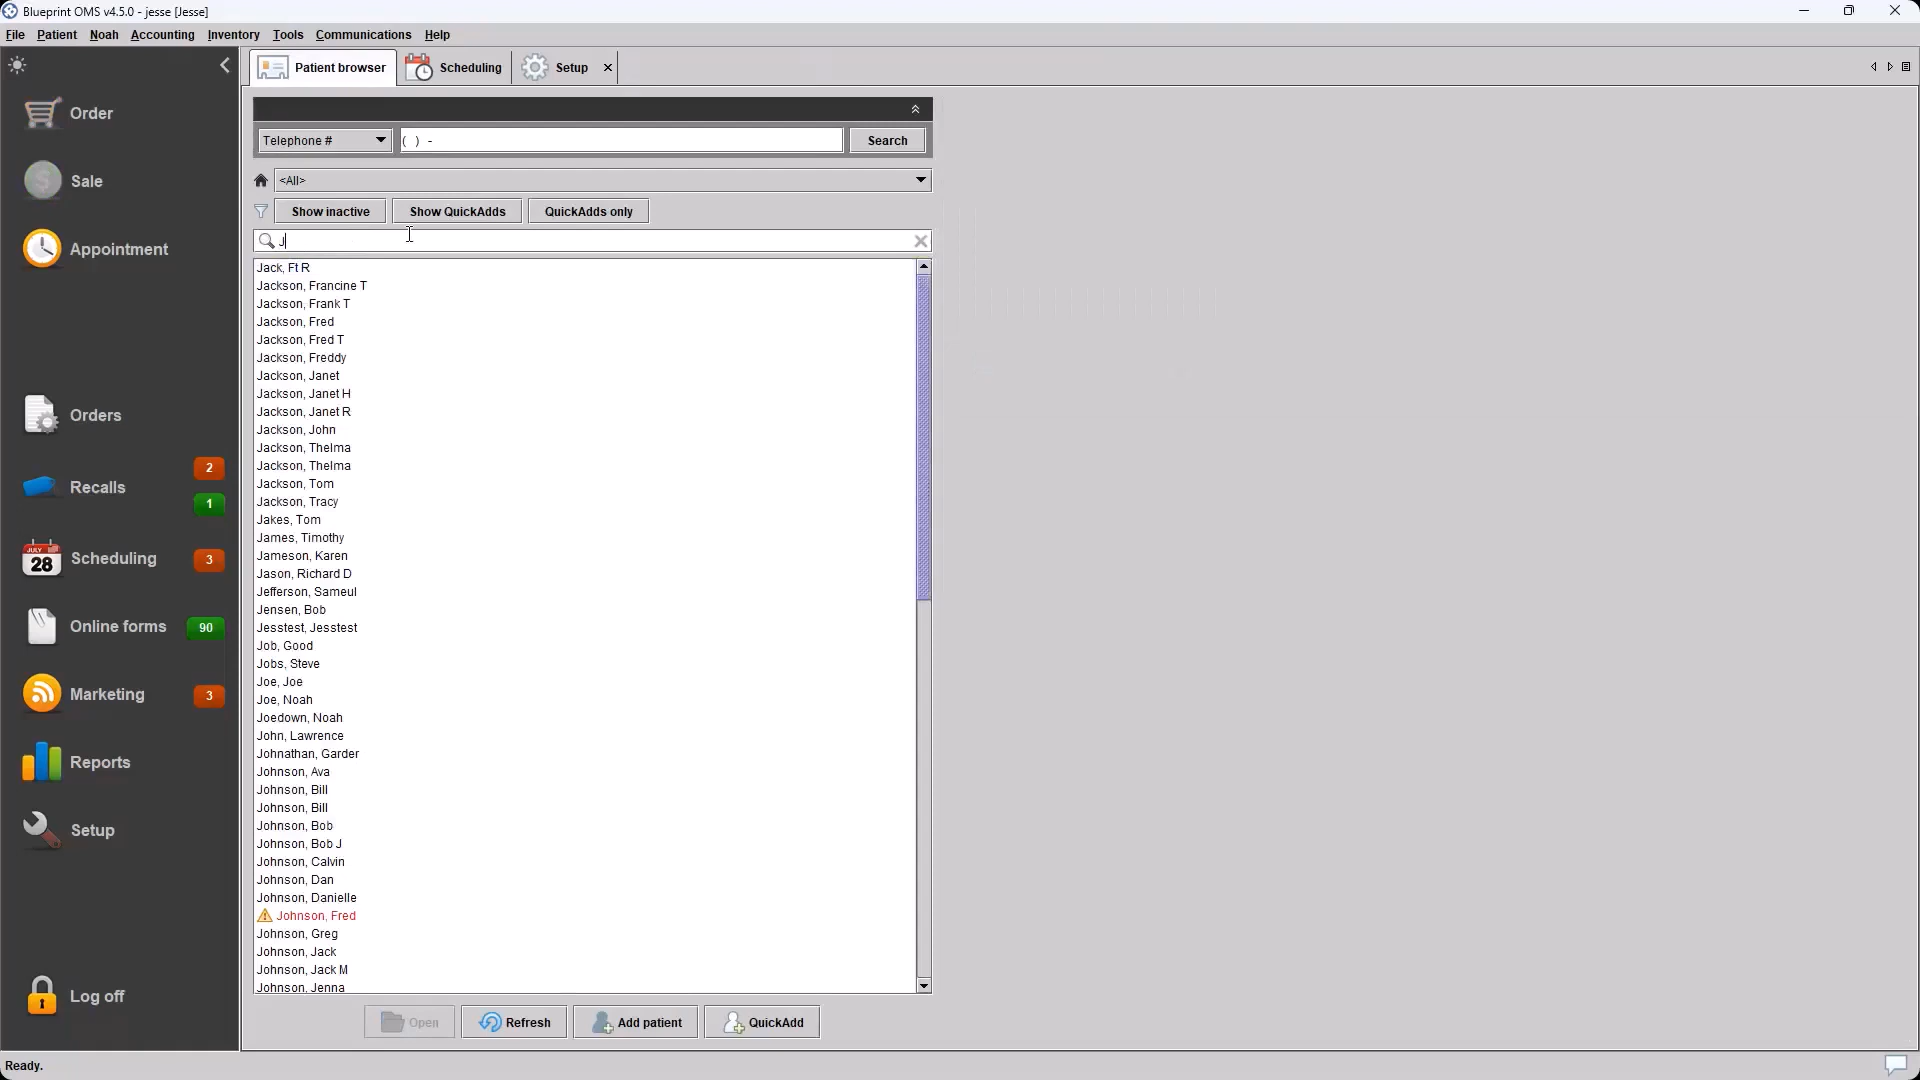 Blueprint OMS v4.5.0 - jesse [Jesse]
File Patient Noah Accounting Inventory Tools Communications Help
Patient browser
Scheduling
Setup
Order
Sale
Appointment
Orders
Recalls
2
1
JULY
28
Scheduling
3
Online forms
90
Marketing
3
Reports
Setup
Log off
Telephone #
( ) -
Search
<All>
Show inactive
Show QuickAdds
QuickAdds only
J
Jack, Ft R
Jackson, Francine T
Jackson, Frank T
Jackson, Fred
Jackson, Fred T
Jackson, Freddy
Jackson, Janet
Jackson, Janet H
Jackson, Janet R
Jackson, John
Jackson, Thelma
Jackson, Thelma
Jackson, Tom
Jackson, Tracy
Jakes, Tom
James, Timothy
Jameson, Karen
Jason, Richard D
Jefferson, Sameul
Jensen, Bob
Jesstest, Jesstest
Job, Good
Jobs, Steve
Joe, Joe
Joe, Noah
Joedown, Noah
John, Lawrence
Johnathan, Garder
Johnson, Ava
Johnson, Bill
Johnson, Bill
Johnson, Bob
Johnson, Bob J
Johnson, Calvin
Johnson, Dan
Johnson, Danielle
Johnson, Fred
Johnson, Greg
Johnson, Jack
Johnson, Jack M
Johnson, Jenna
Open
Refresh
Add patient
QuickAdd
Ready.